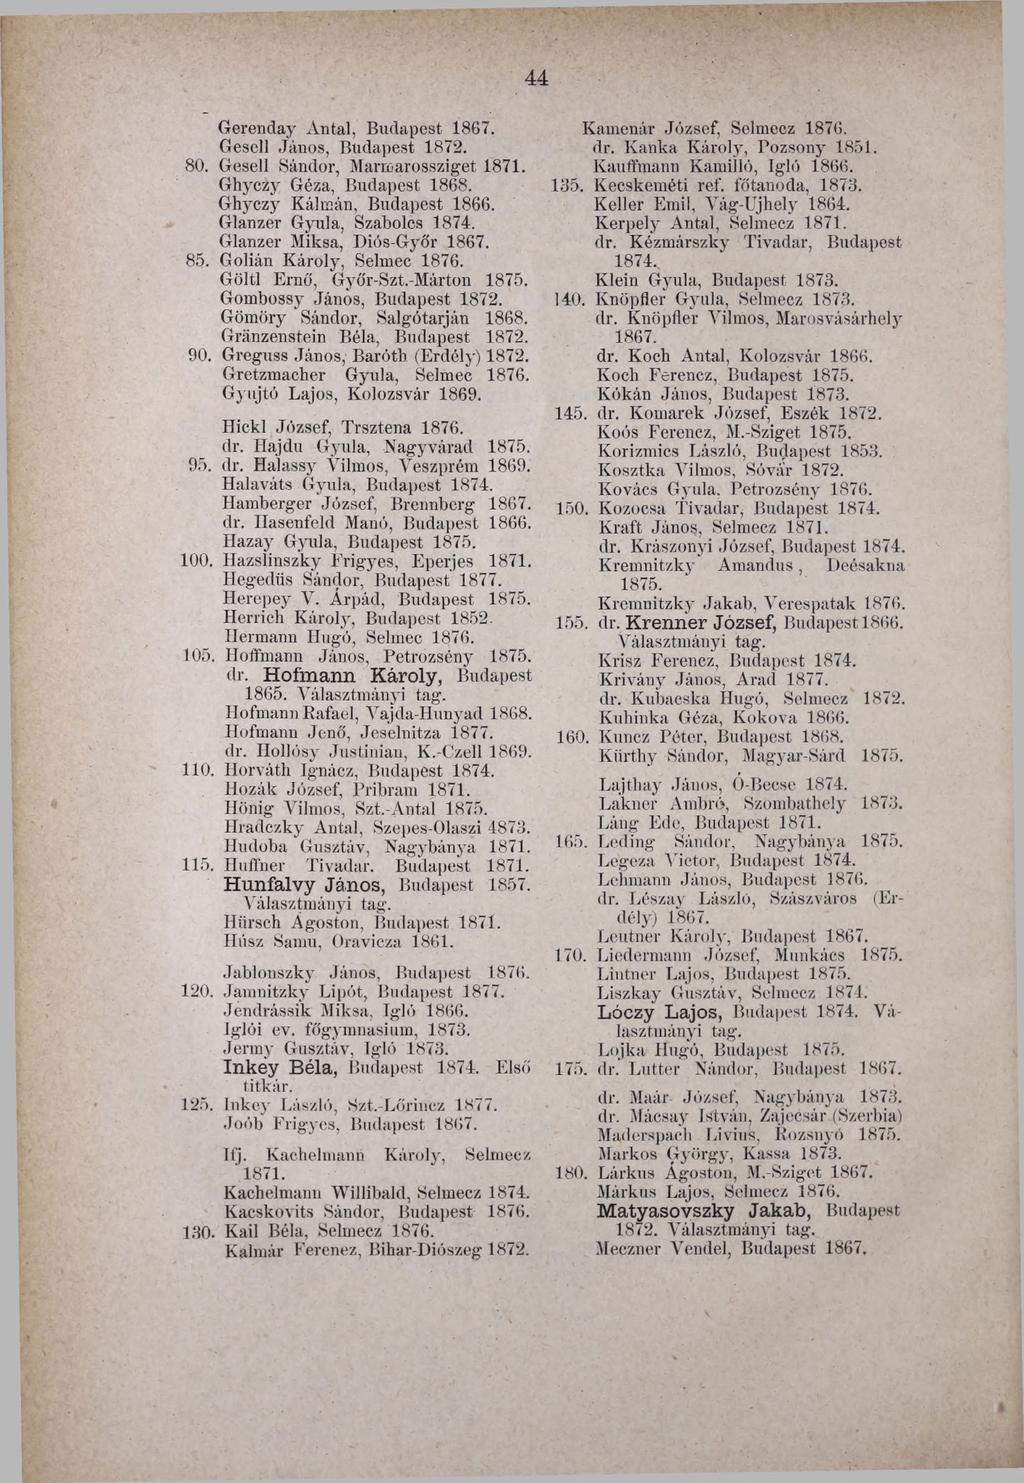 44
Gerenday Antal, Budapest 1867.
Gesell János, Budapest 1872.
80. Gesell Sándor, Marmarossziget 1871.
Ghyczy Géza, Budapest 1868.
Ghyczy Kálmán, Budapest 1866.
Glanzer Gyula, Szabolcs 1874.
Glanzer Miksa, Diós-Győr 1867.
85. Golián Károly, Selmec 1876.
Göltl Ernő, Győr-Szt.-Márton 1875.
Gombossy János, Budapest 1872.
Gömöry Sándor, Salgótarján 1868.
Gränzenstein Béla, Budapest 1872.
90. Greguss János, Baróth (Erdély) 1872.
Gretzmacher Gyula, Selmec 1876.
Gyujtó Lajos, Kolozsvár 1869.
Hickl József, Trsztena 1876.
dr. Hajdu Gyula, Nagyvárad 1875.
95. dr. Halassy Vilmos, Veszprém 1869.
Halaváts Gyula, Budapest 1874.
Hamberger József, Brennberg 1867.
dr. Hasenfeld Manó, Budapest 1866.
Hazay Gyula, Budapest 1875.
100. Hazslinszky Frigyes, Eperjes 1871.
Hegedüs Sándor, Budapest 1877.
Herepey V. Árpád, Budapest 1875.
Herrich Károly, Budapest 1852.
Hermann Hugó, Selmec 1876.
105. Hoffmann János, Petrozsény 1875.
dr. Hofmann Károly, Budapest
1865. Választmányi tag.
Hofmann Rafael, Vajda-Hunyad 1868.
Hofmann Jenő, Jeselnitza 1877.
dr. Hollósy Justinian, K.-Czell 1869.
110. Horváth Ignácz, Budapest 1874.
Hozák József, Pribram 1871.
Hönig Vilmos, Szt.-Antal 1875.
Hradczky Antal, Szepes-Olaszi 1873.
Hudoba Gusztáv, Nagybánya 1871.
115. Huffner Tivadar. Budapest 1871.
Hunfalvy János, Budapest 1857.
Választmányi tag.
Hürsch Ágoston, Budapest 1871.
Húsz Samu, Oravicza 1861.
Jablonszky János, Budapest 1876.
120. Jamnitzky Lipót, Budapest 1877.
Jendrássik Miksa, Igló 1866.
Iglói ev. főgymnasium, 1873.
Jermy Gusztáv, Igló 1873.
Inkey Béla, Budapest 1874. Első
titkár.
125. Inkey László, Szt.-Lőrincz 1877.
Joób Frigyes, Budapest 1867.
Ifj. Kachelmann Károly, Selmecz
1871.
Kachelmann Willibald, Selmecz 1874.
Kacskovits Sándor, Budapest 1876.
130. Kail Béla, Selmecz 1876.
Kalmár Ferenez, Bihar-Diószeg 1872.
Kamenár József, Selmecz 1876.
dr. Kanka Károly, Pozsony 1851.
Kauffmann Kamilló, Igló 1866.
135. Kecskeméti ref. főtanoda, 1873.
Keller Emil, Vág-Ujhely 1864.
Kerpely Antal, Selmecz 1871.
dr. Kézmárszky Tivadar, Budapest
1874.
Klein Gyula, Budapest 1873.
140. Knöpfler Gyula, Selmecz 1873.
dr. Knöpfler Vilmos, Marosvásárhely
1867.
dr. Koch Antal, Kolozsvár 1866.
Koch Ferencz, Budapest 1875.
Kókán János, Budapest 1873.
145. dr. Komarek József, Eszék 1872.
Koós Ferencz, M.-Sziget 1875.
Korizmics László, Budapest 1853.
Kosztka Vilmos, Sóvár 1872.
Kovács Gyula, Petrozsény 1876.
150. Kozocsa Tivadar, Budapest 1874.
Kraft János, Selmecz 1871.
dr. Krászonyi József, Budapest 1874.
Kremnitzky Amandus, Deésakna
1875.
Kremnitzky Jakab, Verespatak 1876.
155. dr. Krenner József, Budapest 1866.
Választmányi tag.
Krisz Ferencz, Budapest 1874.
Krivány János, Arad 1877.
dr. Kubacska Hugó, Selmecz 1872.
Kuhinka Géza, Kokova 1866.
160. Kuncz Péter, Budapest 1868.
Kürthy Sándor, Magyar-Sárd 1875.
Lajthay János, Ó-Becse 1874.
Lakner Ambró, Szombathely 1873.
Láng Ede, Budapest 1871.
165. Leding Sándor, Nagybánya 1875.
Legeza Victor, Budapest 1874.
Lehmann János, Budapest 1876.
dr. Lészay László, Szászváros (Er-
dély) 1867.
Leutner Károly, Budapest 1867.
170. Liedermann József, Munkács 1875.
Lintner Lajos, Budapest 1875.
Liszkay Gusztáv, Selmecz 1874.
Lóczy Lajos, Budapest 1874. Vá-
lasztmányi tag.
Lojka Hugó, Budapest 1875.
175. dr. Lutter Nándor, Budapest 1867.
dr. Maár József, Nagybánya 1873.
dr. Mácsay István, Zajecsár (Szerbia)
Maderspach Livius, Rozsnyó 1875.
Markos György, Kassa 1873.
180. Lárkus Ágoston, M.-Sziget 1867.
Márkus Lajos, Selmecz 1876.
Matyasovszky Jakab, Budapest
1872. Választmányi tag.
Meczner Vendel, Budapest 1867.